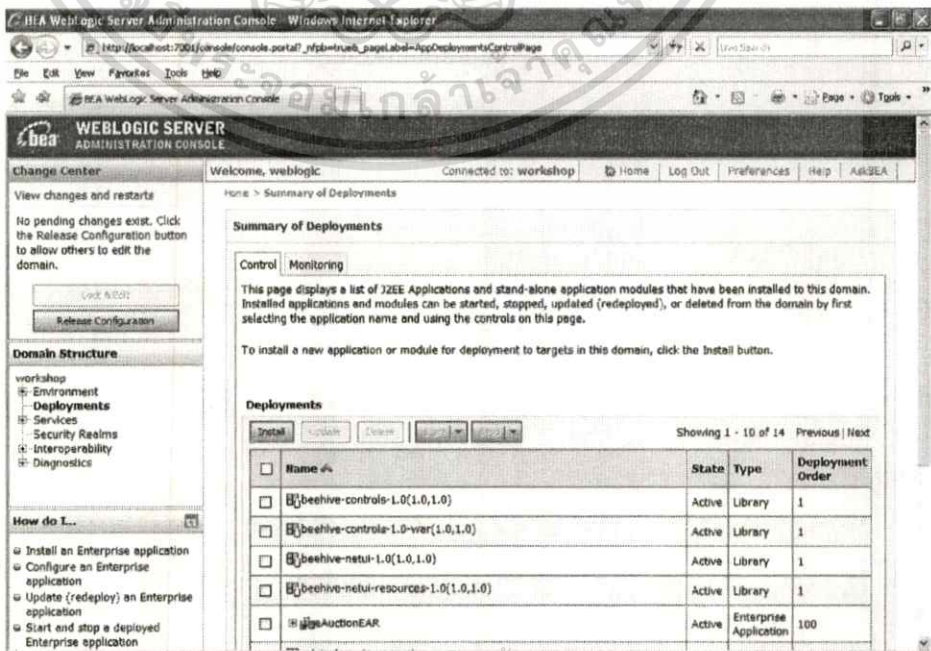 BEA WebLogic Server Administration Console - Windows Internet Explorer
http://localhost:7001/console/console.portal?_nfpb=true&_pageLabel=AppDeploymentsControlPage
Live Search
File Edit View Favorites Tools Help
BEA WebLogic Server Administration Console
Page Tools
bea WEBLOGIC SERVER
ADMINISTRATION CONSOLE
Change Center
View changes and restarts
No pending changes exist. Click
the Release Configuration button
to allow others to edit the
domain.
Lock & Edit
Release Configuration
Domain Structure
workshop
Environment
Deployments
Services
Security Realms
Interoperability
Diagnostics
How do I...
Install an Enterprise application
Configure an Enterprise
application
Update (redeploy) an Enterprise
application
Start and stop a deployed
Enterprise application
Welcome, weblogic Connected to: workshop Home Log Out Preferences Help AskBEA
Home > Summary of Deployments
Summary of Deployments
Control Monitoring
This page displays a list of J2EE Applications and stand-alone application modules that have been installed to this domain.
Installed applications and modules can be started, stopped, updated (redeployed), or deleted from the domain by first
selecting the application name and using the controls on this page.
To install a new application or module for deployment to targets in this domain, click the Install button.
Deployments
Install Update Delete Showing 1 - 10 of 14 Previous | Next
Name State Type Deployment
Order
beehive-controls-1.0(1.0,1.0) Active Library 1
beehive-controls-1.0-war(1.0,1.0) Active Library 1
beehive-netui-1.0(1.0,1.0) Active Library 1
beehive-netui-resources-1.0(1.0,1.0) Active Library 1
AuctionEAR Active Enterprise
Application 100